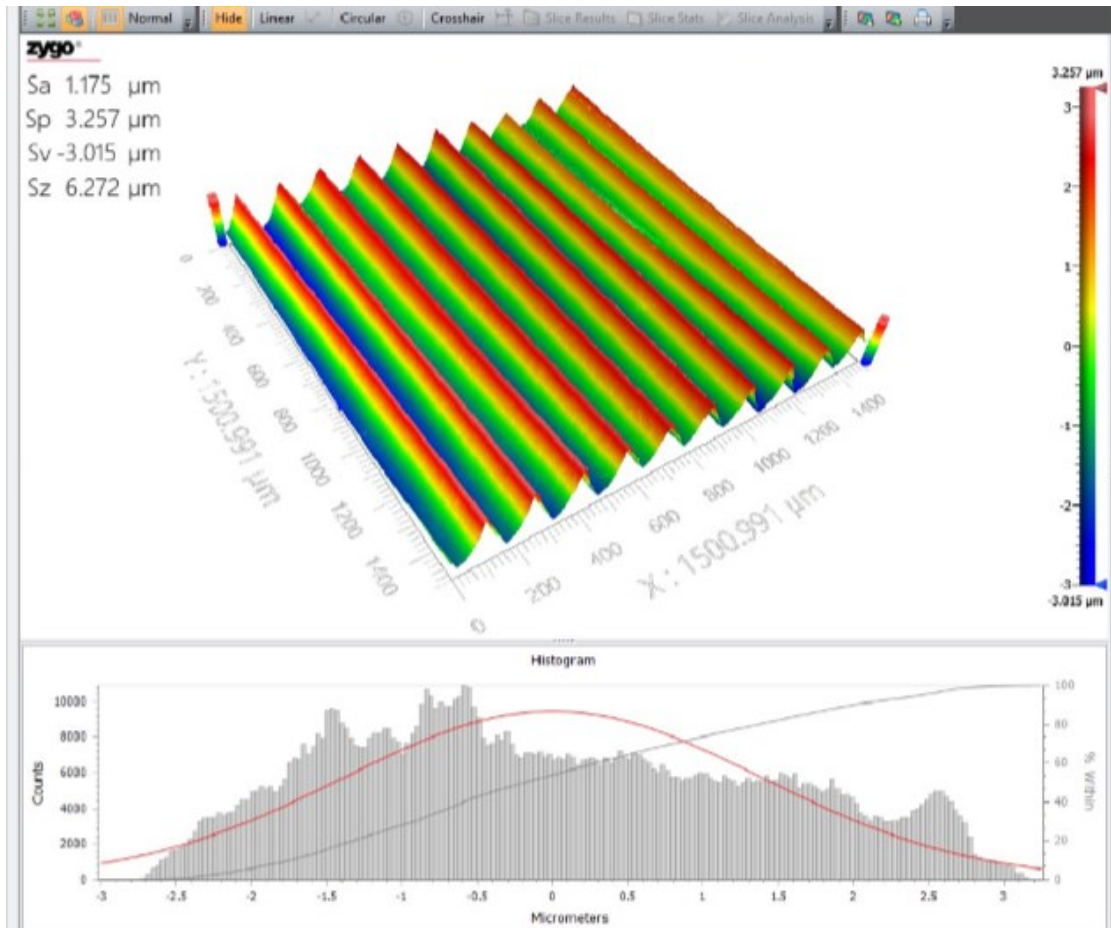 Normal Hide Linear Circular Crosshair Slice Results Slice Stats Slice Analysis
zygo
Sa 1.175 µm
Sp 3.257 µm
Sv -3.015 µm
Sz 6.272 µm
3.257 µm
3
2
1
0
-1
-2
-3
-3.015 µm
0
200
400
600
800
1000
1200
1400
Y : 1500.991 µm
0
200
400
600
800
1000
1200
1400
X : 1500.991 µm
Histogram
Counts
10000
8000
6000
4000
2000
0
100
80
60
40
20
0
% Within
-3 -2.5 -2 -1.5 -1 -0.5 0 0.5 1 1.5 2 2.5 3
Micrometers